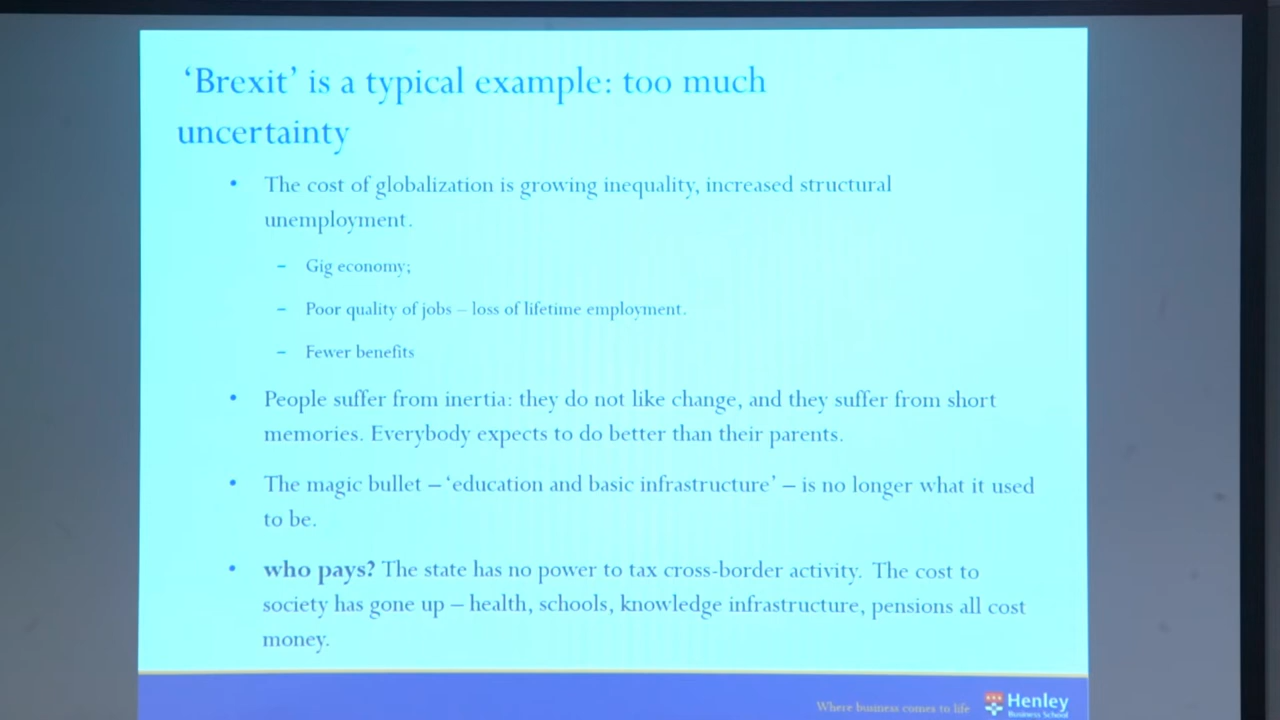 ‘Brexit’ is a typical example: too much
uncertainty
• The cost of globalization is growing inequality, increased structural
unemployment.
– Gig economy;
– Poor quality of jobs – loss of lifetime employment.
– Fewer benefits
• People suffer from inertia: they do not like change, and they suffer from short
memories. Everybody expects to do better than their parents.
• The magic bullet – ‘education and basic infrastructure’ – is no longer what it used
to be.
• who pays? The state has no power to tax cross-border activity. The cost to
society has gone up – health, schools, knowledge infrastructure, pensions all cost
money.
Where business comes to life
Henley
Business School